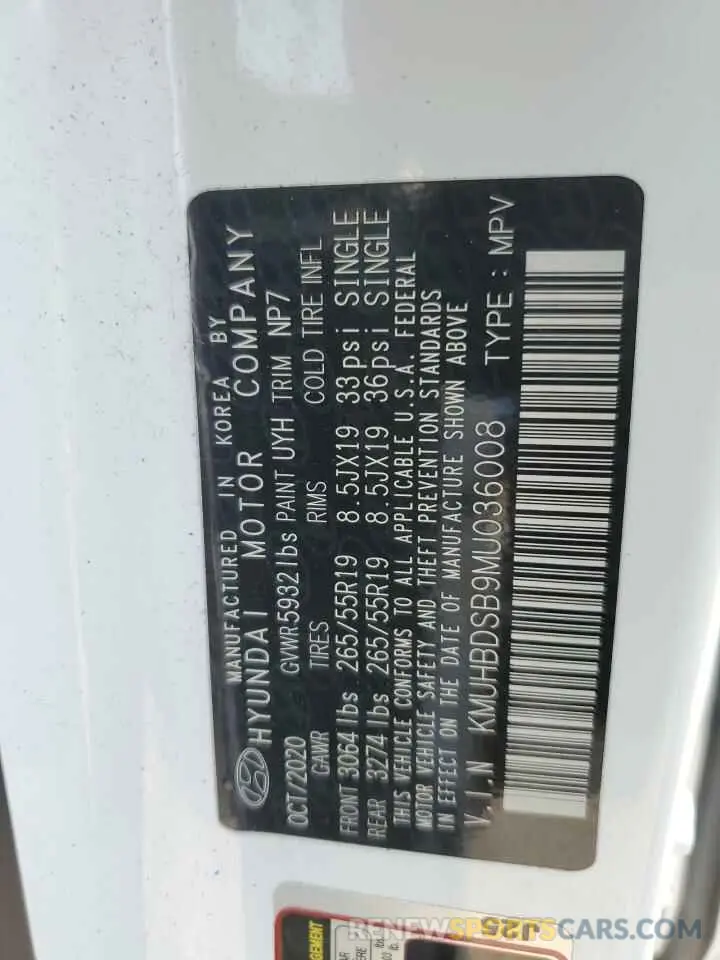 MANUFACTURED IN KOREA BY
HYUNDAI MOTOR COMPANY
OCT/2020 GVWR5932lbs PAINT UYH TRIM NP7
GAWR TIRES RIMS COLD TIRE INFL
FRONT 3064lbs 265/55R19 8.5JX19 33psi SINGLE
REAR 3274lbs 265/55R19 8.5JX19 36psi SINGLE
THIS VEHICLE CONFORMS TO ALL APPLICABLE U.S.A. FEDERAL
MOTOR VEHICLE SAFETY AND THEFT PREVENTION STANDARDS
IN EFFECT ON THE DATE OF MANUFACTURE SHOWN ABOVE
V.I.N KMUHBDSB9MU036008 TYPE : MPV
RENEWSPORTSCARS.COM